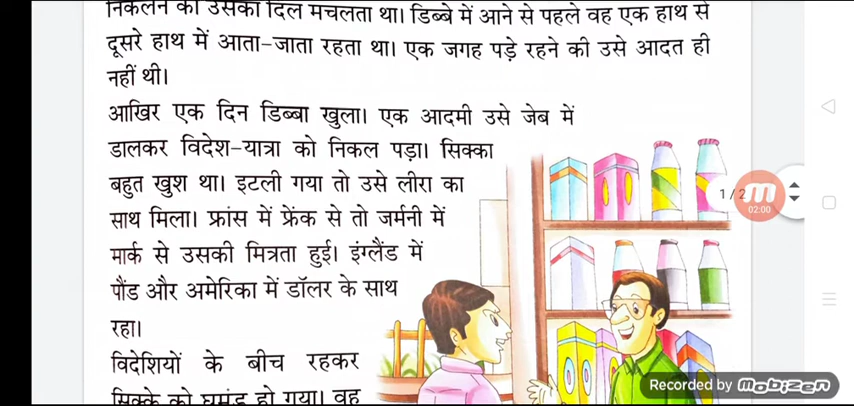 निकलने को उसका दिल मचलता था। डिब्बे में आने से पहले वह एक हाथ से
दूसरे हाथ में आता-जाता रहता था। एक जगह पड़े रहने की उसे आदत ही
नहीं थी।
आखिर एक दिन डिब्बा खुला। एक आदमी उसे जेब में
डालकर विदेश-यात्रा को निकल पड़ा। सिक्का
बहुत खुश था। इटली गया तो उसे लीरा का
साथ मिला। फ्रांस में फ्रेंक से तो जर्मनी में
मार्क से उसकी मित्रता हुई। इंग्लैंड में
पौंड और अमेरिका में डॉलर के साथ
रहा।
विदेशियों के बीच रहकर
सिक्के को घमंड हो गया। वह
1 / 2
02:00
Recorded by Mobizen